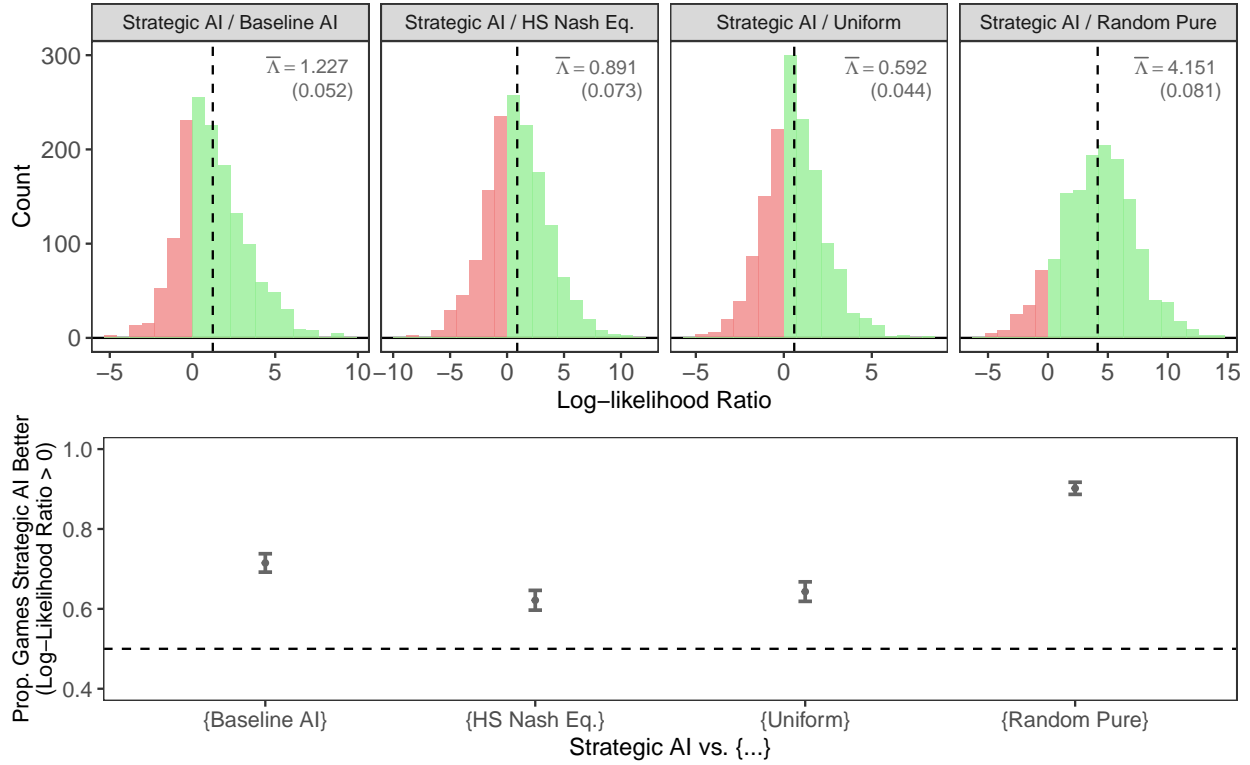 Strategic AI / Baseline AI
Strategic AI / HS Nash Eq.
Strategic AI / Uniform
Strategic AI / Random Pure
Λ̅ = 1.227
(0.052)
Λ̅ = 0.891
(0.073)
Λ̅ = 0.592
(0.044)
Λ̅ = 4.151
(0.081)
Count
300
200
100
0
−5 0 5 10
−10 −5 0 5 10
−5 0 5
−5 0 5 10 15
Log−likelihood Ratio
Prop. Games Strategic AI Better
(Log−Likelihood Ratio > 0)
1.0
0.8
0.6
0.4
{Baseline AI}
{HS Nash Eq.}
{Uniform}
{Random Pure}
Strategic AI vs. {...}